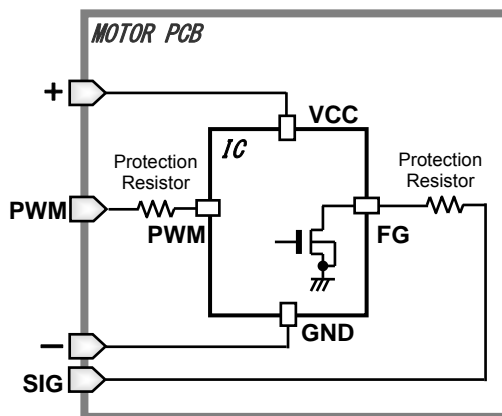 MOTOR PCB
+
VCC
IC
Protection
Resistor
Protection
Resistor
PWM
PWM
FG
GND
−
SIG